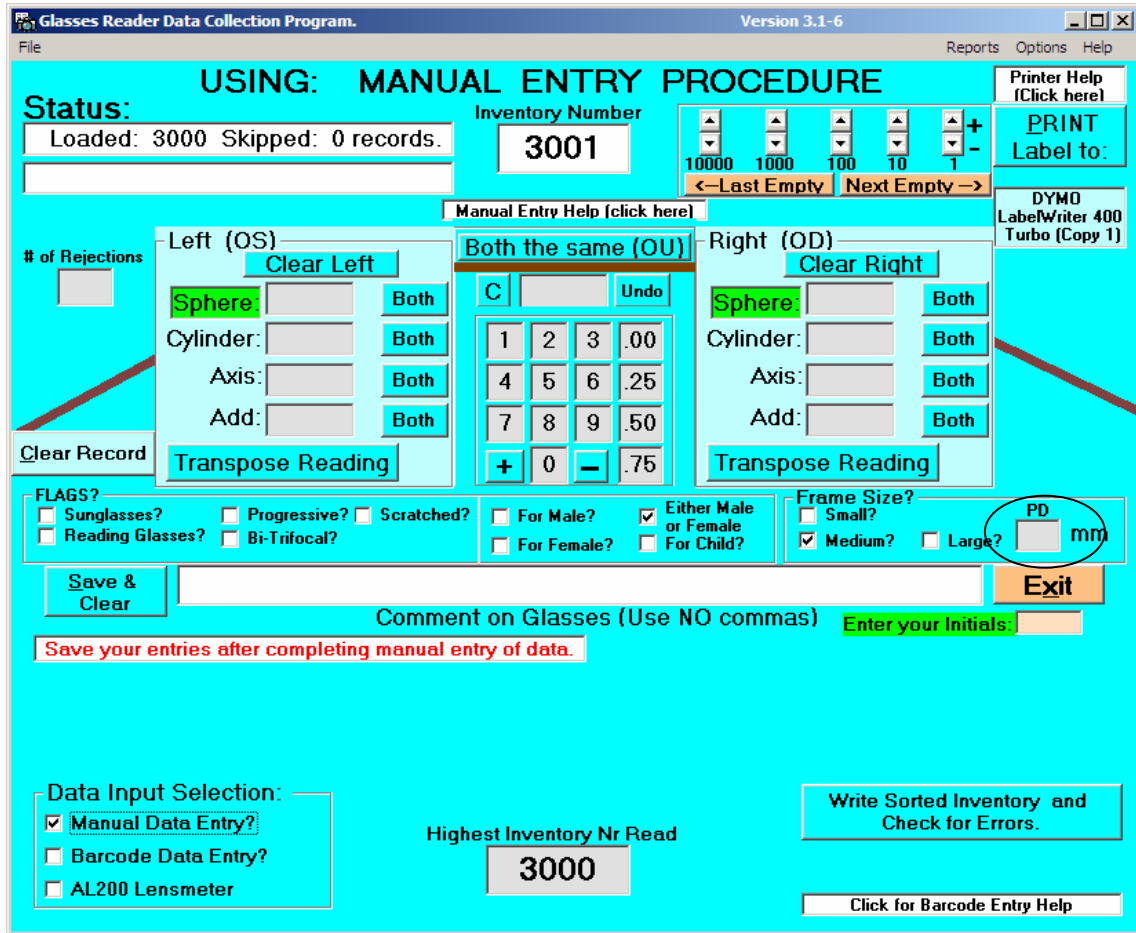 Glasses Reader Data Collection Program. Version 3.1-6
File Reports Options Help
USING: MANUAL ENTRY PROCEDURE
Printer Help
(Click here)
Status:
Loaded: 3000 Skipped: 0 records.
Inventory Number
3001
+
-
10000 1000 100 10 1
<--Last Empty Next Empty -->
PRINT
Label to:
DYMO
LabelWriter 400
Turbo (Copy 1)
Manual Entry Help (click here)
# of Rejections
Left (OS)
Clear Left
Sphere: Both
Cylinder: Both
Axis: Both
Add: Both
Transpose Reading
Both the same (OU)
C Undo
1 2 3 .00
4 5 6 .25
7 8 9 .50
+ 0 - .75
Right (OD)
Clear Right
Sphere: Both
Cylinder: Both
Axis: Both
Add: Both
Transpose Reading
Clear Record
FLAGS?
Sunglasses? Progressive? Scratched?
Reading Glasses? Bi-Trifocal?
For Male? Either Male
or Female
For Female? For Child?
Frame Size?
Small?
Medium? Large?
PD
mm
Save &
Clear
Exit
Comment on Glasses (Use NO commas)
Enter your Initials:
Save your entries after completing manual entry of data.
Data Input Selection:
Manual Data Entry?
Barcode Data Entry?
AL200 Lensmeter
Highest Inventory Nr Read
3000
Write Sorted Inventory and
Check for Errors.
Click for Barcode Entry Help